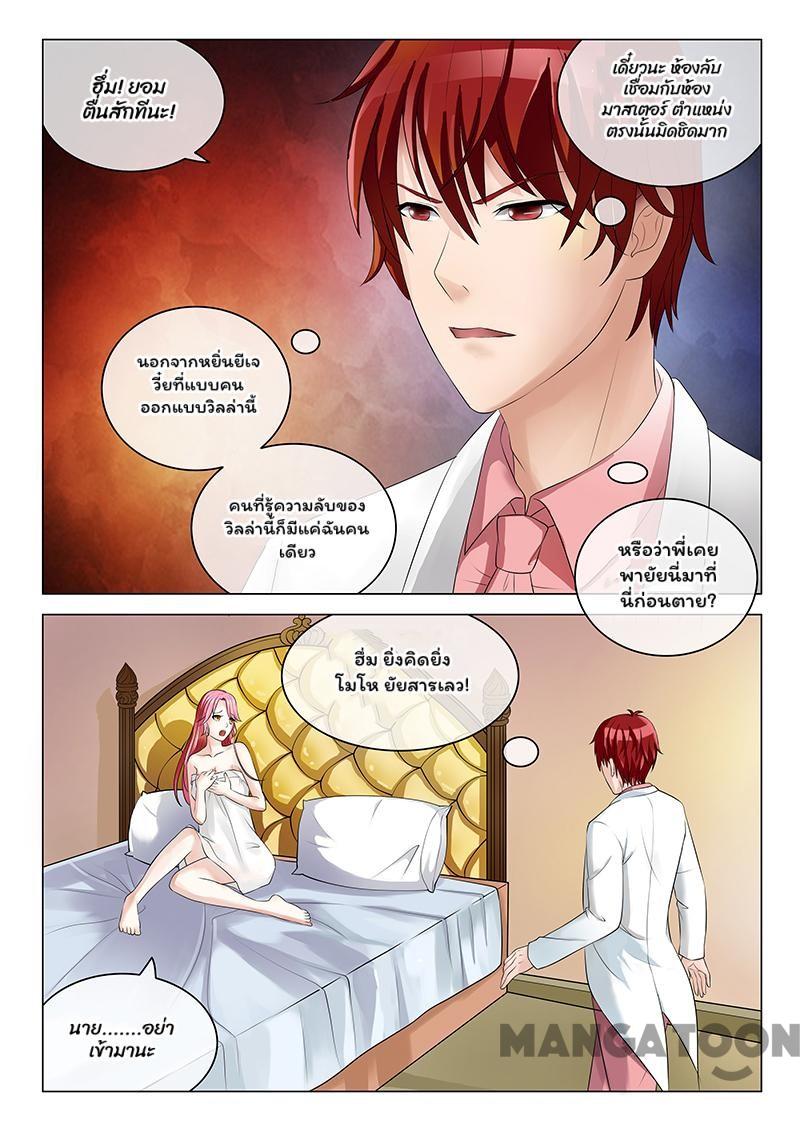 ฮึ่ม! ยอม
ตื่นสักทีนะ!
เดี๋ยวนะ ห้องลับ
เชื่อมกับห้อง
มาสเตอร์ ตำแหน่ง
ตรงนั้นมิดชิดมาก
นอกจากหยิ่นยีเจ
วี๋ยที่แบบคน
ออกแบบวิลล่านี้
คนที่รู้ความลับของ
วิลล่านี้ก็มีแค่ฉันคน
เดียว
หรือว่าพี่เคย
พายัยนี่มาที่
นี่ก่อนตาย?
ฮึ่ม ยิ่งคิดยิ่ง
โมโห ยัยสารเลว!
นาย.......อย่า
เข้ามานะ
MANGATOON